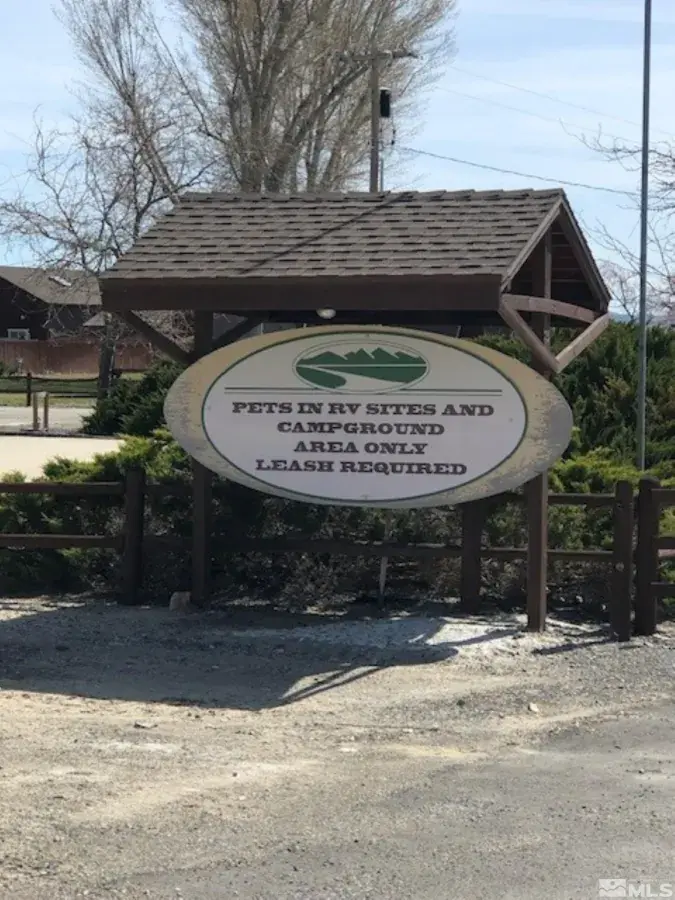 PETS IN RV SITES AND
CAMPGROUND
AREA ONLY
LEASH REQUIRED
MLS